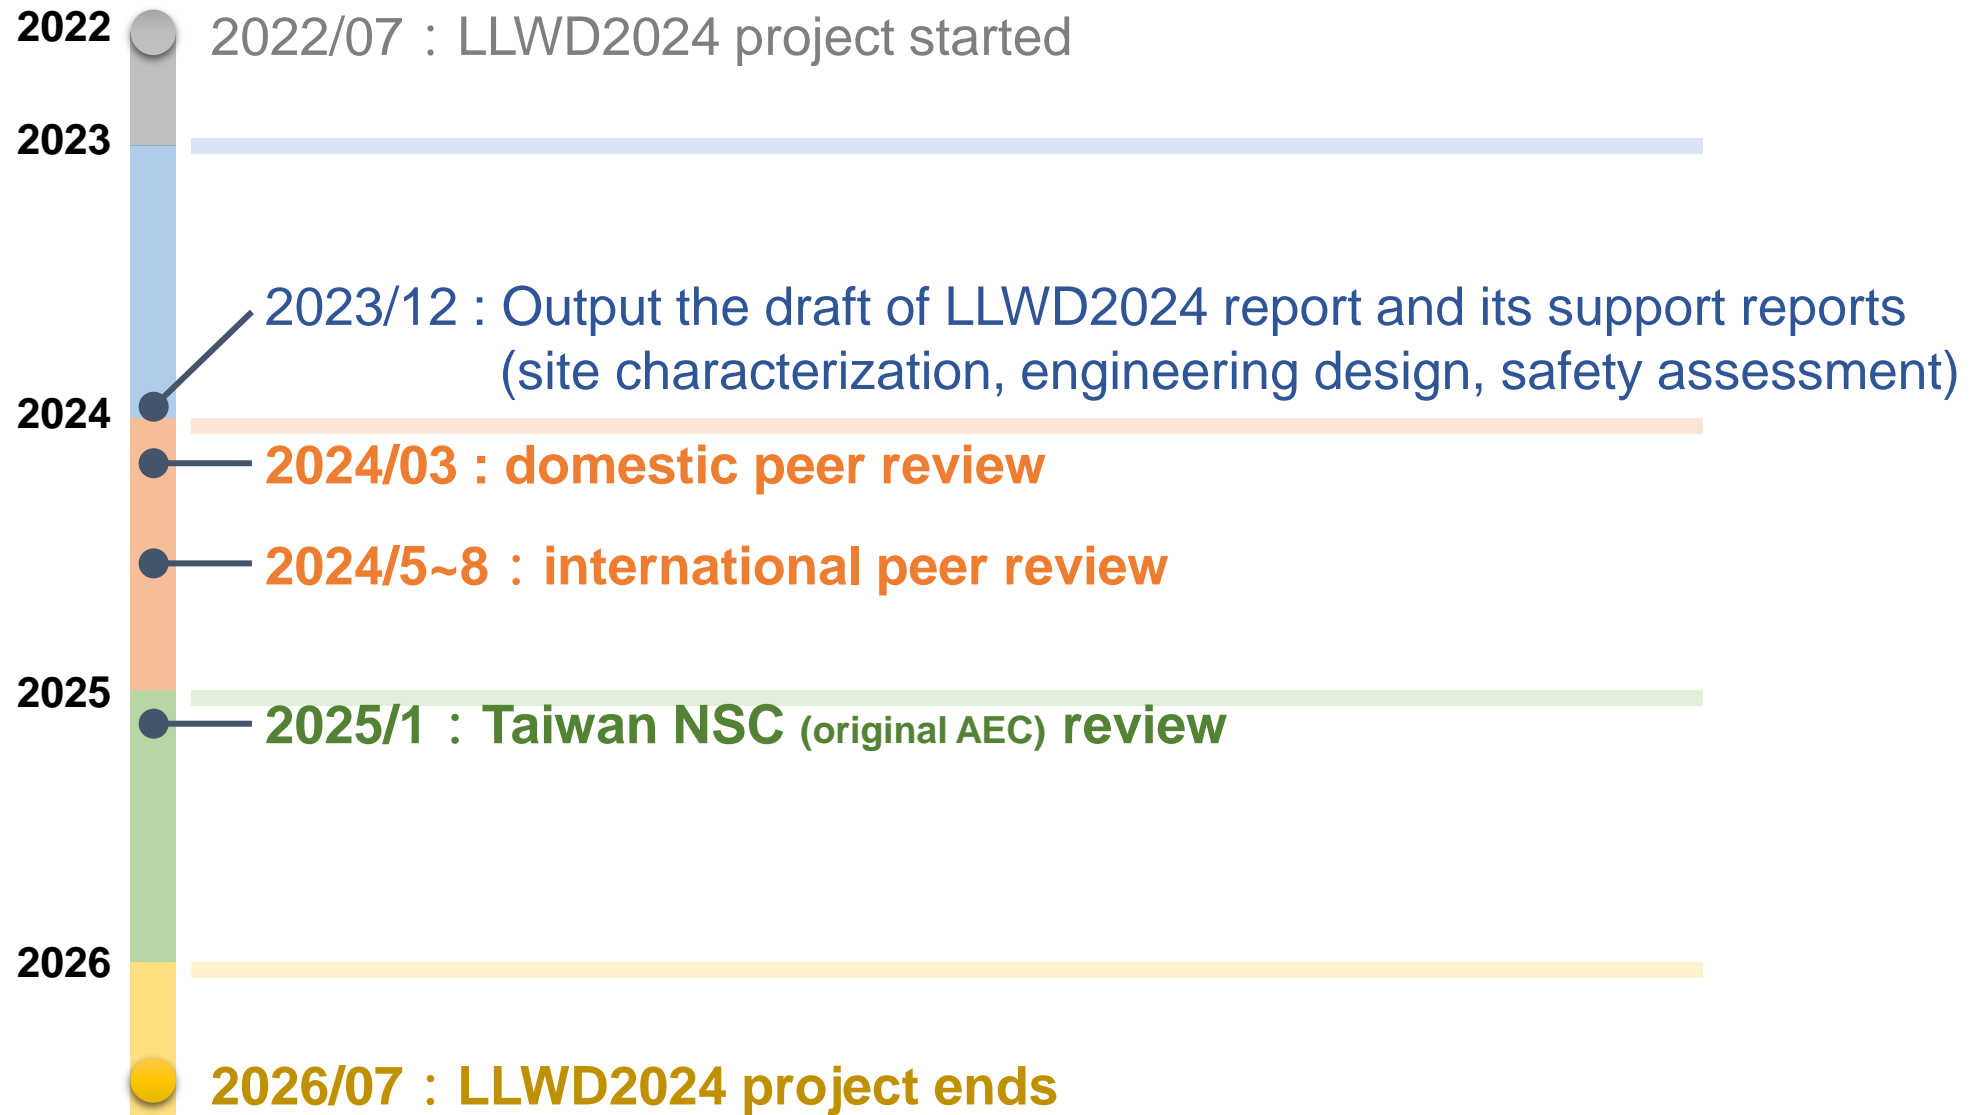 2022
2022/07：LLWD2024 project started
2023
2023/12 : Output the draft of LLWD2024 report and its support reports
(site characterization, engineering design, safety assessment)
2024
2024/03 : domestic peer review
2024/5~8：international peer review
2025
2025/1：Taiwan NSC (original AEC) review
2026
2026/07：LLWD2024 project ends